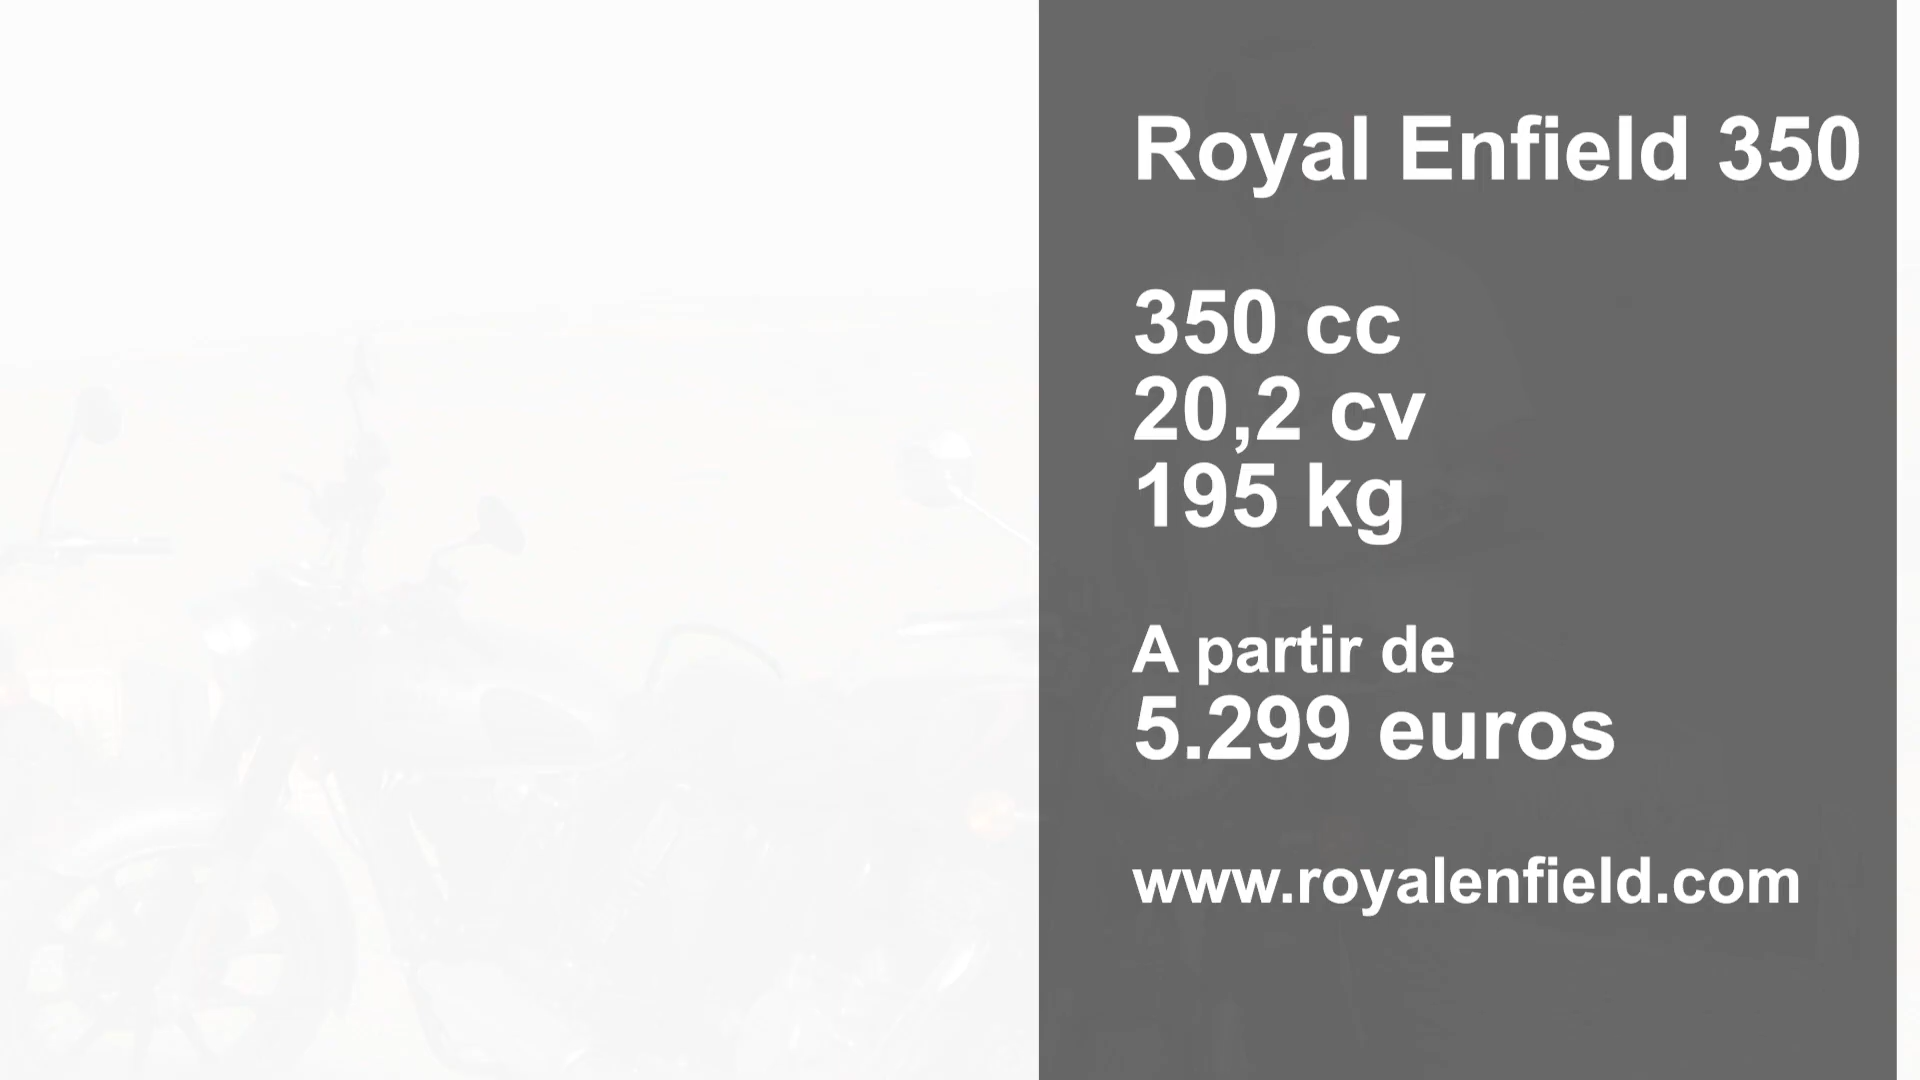 Royal Enfield 350
350 cc
20,2 cv
195 kg
A partir de
5.299 euros
www.royalenfield.com